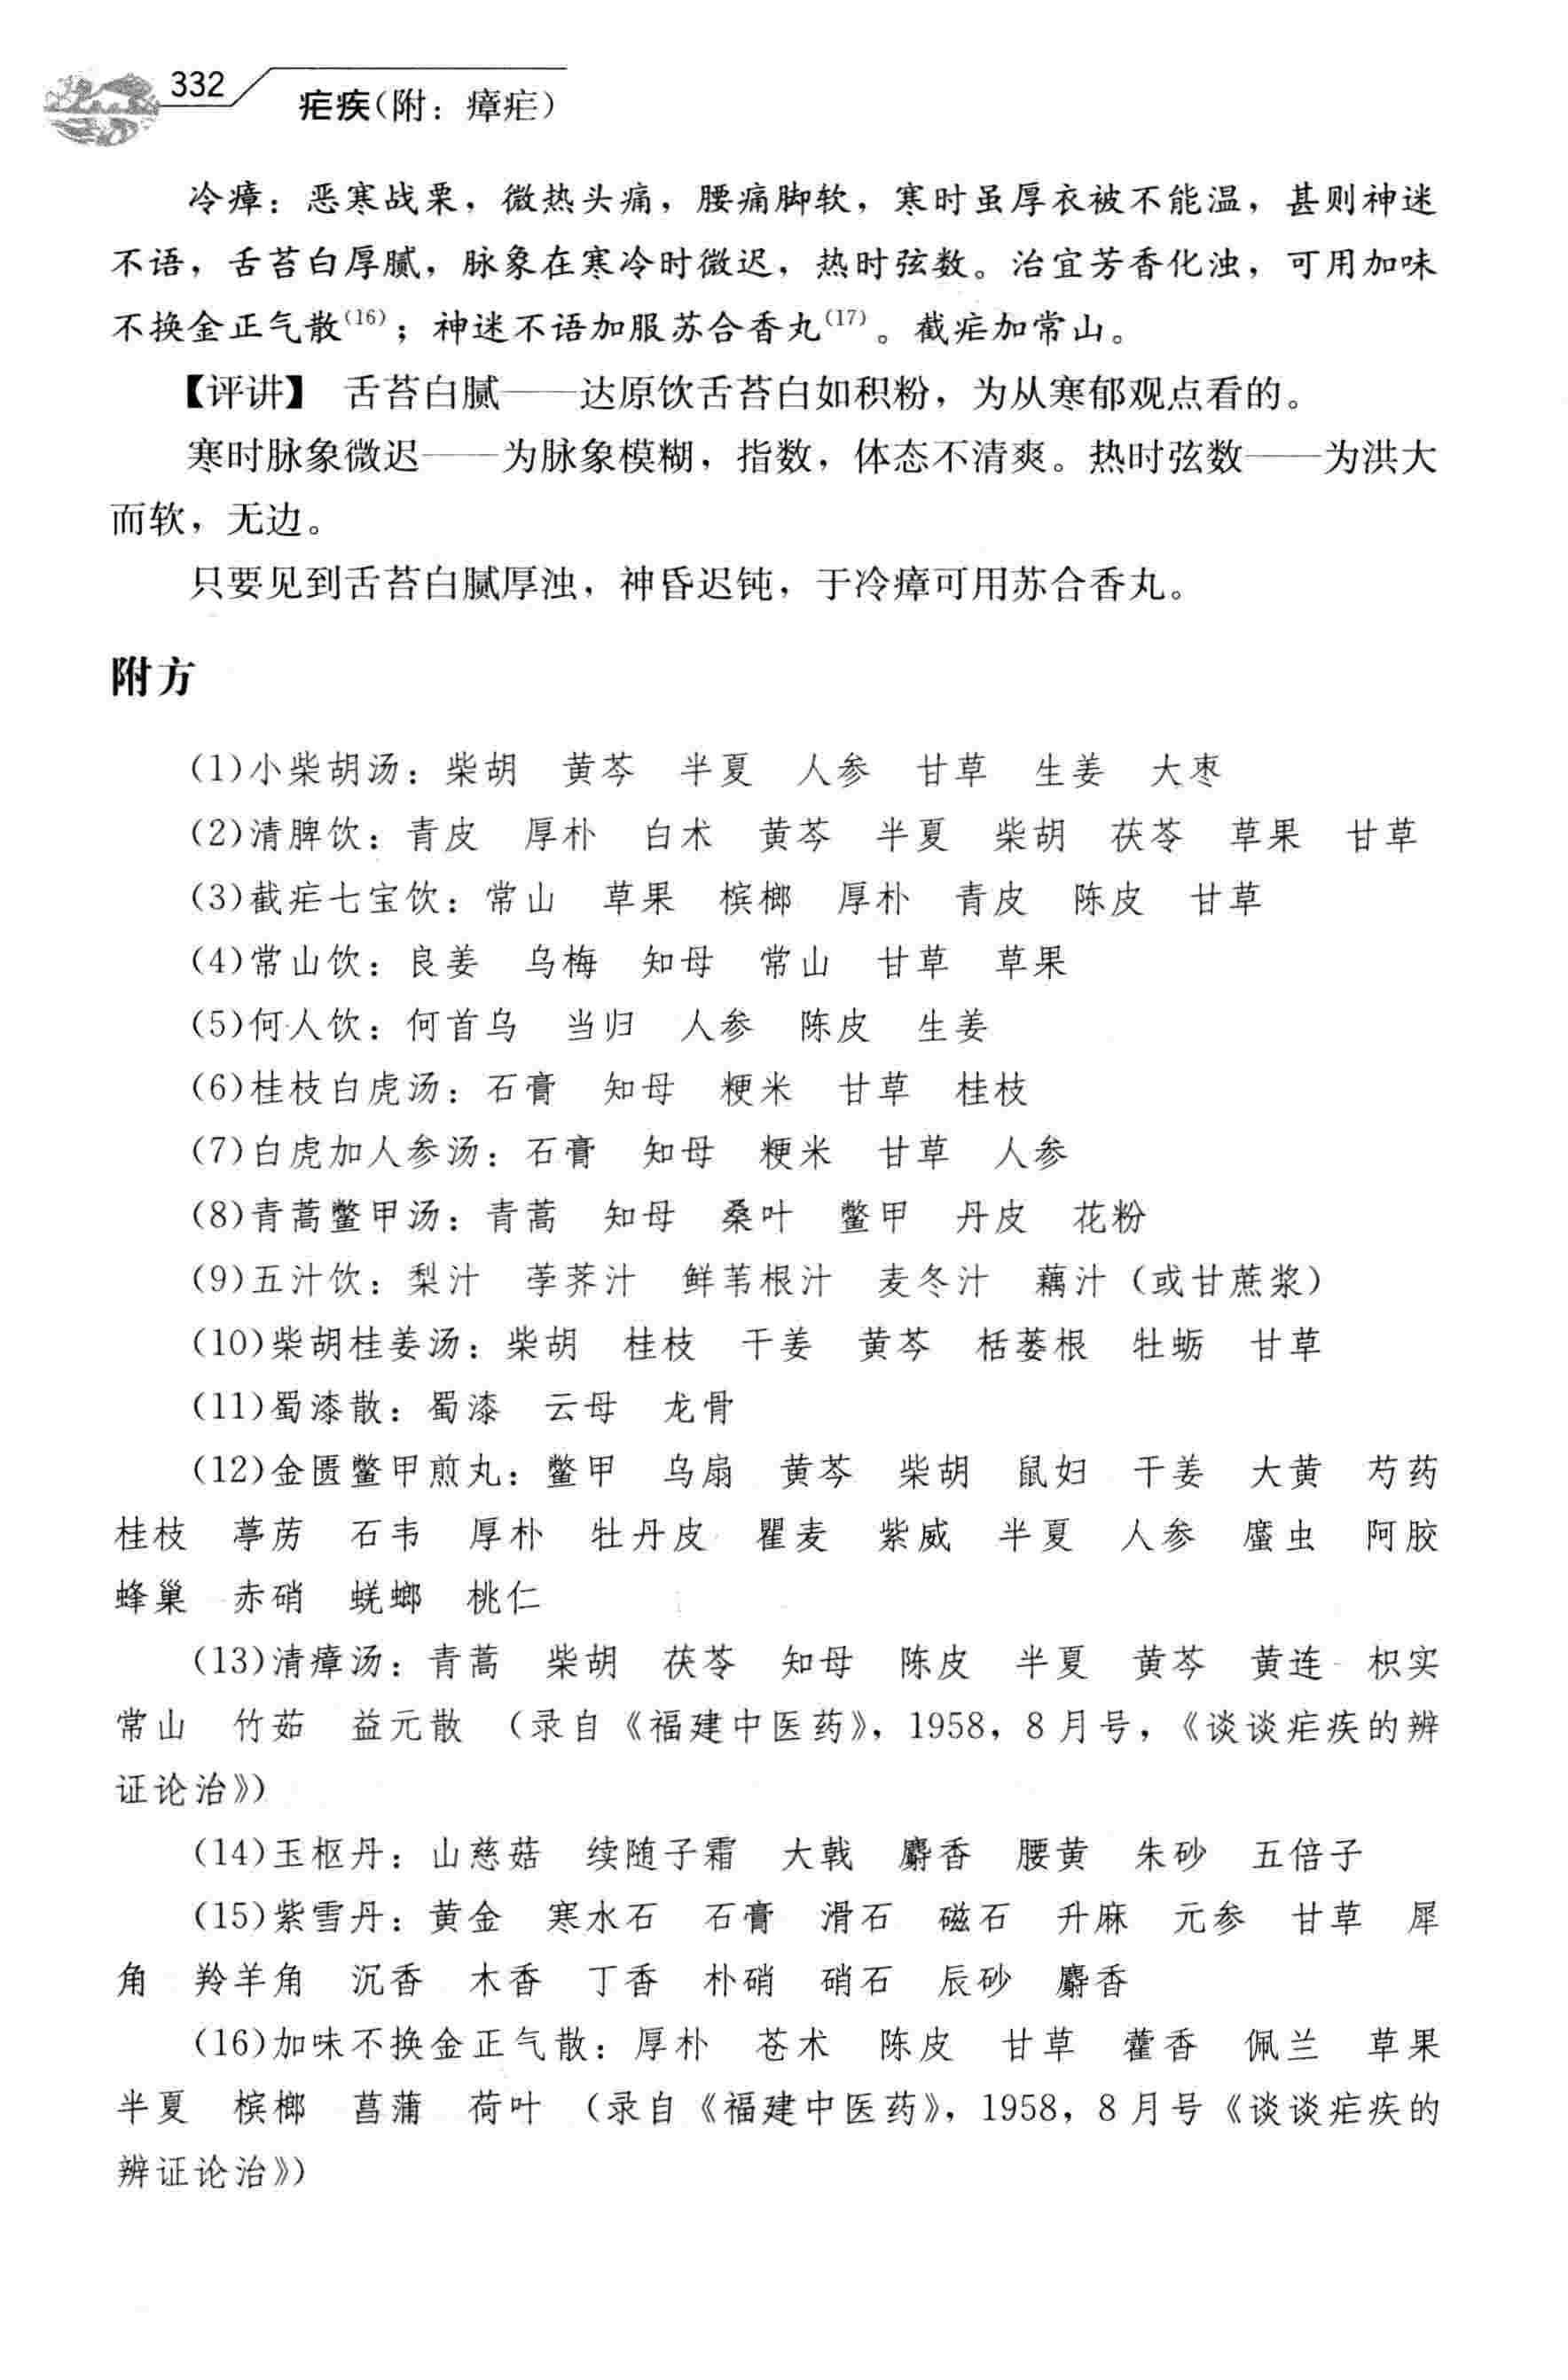 332
疟疾(附：瘴疟)
冷瘴：恶寒战栗，微热头痛，腰痛脚软，寒时虽厚衣被不能温，甚则神迷
不语，舌苔白厚腻，脉象在寒冷时微迟，热时弦数。治宜芳香化浊，可用加味
不换金正气散(16)；神迷不语加服苏合香丸(17)。截疟加常山。
【评讲】 舌苔白腻——达原饮舌苔白如积粉，为从寒郁观点看的。
寒时脉象微迟——为脉象模糊，指数，体态不清爽。热时弦数——为洪大
而软，无边。
只要见到舌苔白腻厚浊，神昏迟钝，于冷瘴可用苏合香丸。
附方
(1)小柴胡汤：柴胡 黄芩 半夏 人参 甘草 生姜 大枣
(2)清脾饮：青皮 厚朴 白术 黄芩 半夏 柴胡 茯苓 草果 甘草
(3)截疟七宝饮：常山 草果 槟榔 厚朴 青皮 陈皮 甘草
(4)常山饮：良姜 乌梅 知母 常山 甘草 草果
(5)何人饮：何首乌 当归 人参 陈皮 生姜
(6)桂枝白虎汤：石膏 知母 粳米 甘草 桂枝
(7)白虎加人参汤：石膏 知母 粳米 甘草 人参
(8)青蒿鳖甲汤：青蒿 知母 桑叶 鳖甲 丹皮 花粉
(9)五汁饮：梨汁 荸荠汁 鲜苇根汁 麦冬汁 藕汁（或甘蔗浆）
(10)柴胡桂姜汤：柴胡 桂枝 干姜 黄芩 栝蒌根 牡蛎 甘草
(11)蜀漆散：蜀漆 云母 龙骨
(12)金匮鳖甲煎丸：鳖甲 乌扇 黄芩 柴胡 鼠妇 干姜 大黄 芍药
桂枝 葶苈 石韦 厚朴 牡丹皮 瞿麦 紫葳 半夏 人参 䗪虫 阿胶
蜂巢 赤硝 蜣螂 桃仁
(13)清瘴汤：青蒿 柴胡 茯苓 知母 陈皮 半夏 黄芩 黄连 枳实
常山 竹茹 益元散 （录自《福建中医药》，1958，8月号，《谈谈疟疾的辨
证论治》）
(14)玉枢丹：山慈菇 续随子霜 大戟 麝香 腰黄 朱砂 五倍子
(15)紫雪丹：黄金 寒水石 石膏 滑石 磁石 升麻 元参 甘草 犀
角 羚羊角 沉香 木香 丁香 朴硝 硝石 辰砂 麝香
(16)加味不换金正气散：厚朴 苍术 陈皮 甘草 藿香 佩兰 草果
半夏 槟榔 菖蒲 荷叶 （录自《福建中医药》，1958，8月号《谈谈疟疾的
辨证论治》）